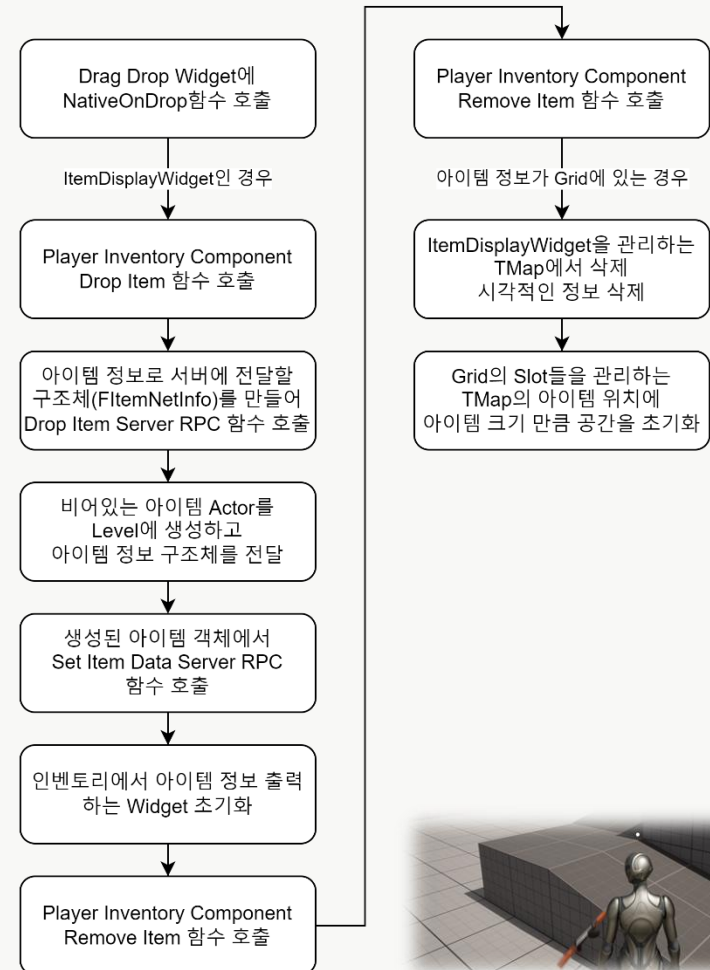 Drag Drop Widget에
NativeOnDrop함수 호출
ItemDisplayWidget인 경우
Player Inventory Component
Drop Item 함수 호출
아이템 정보로 서버에 전달할
구조체(FItemNetInfo)를 만들어
Drop Item Server RPC 함수 호출
비어있는 아이템 Actor를
Level에 생성하고
아이템 정보 구조체를 전달
생성된 아이템 객체에서
Set Item Data Server RPC
함수 호출
인벤토리에서 아이템 정보 출력
하는 Widget 초기화
Player Inventory Component
Remove Item 함수 호출
Player Inventory Component
Remove Item 함수 호출
아이템 정보가 Grid에 있는 경우
ItemDisplayWidget을 관리하는
TMap에서 삭제
시각적인 정보 삭제
Grid의 Slot들을 관리하는
TMap의 아이템 위치에
아이템 크기 만큼 공간을 초기화